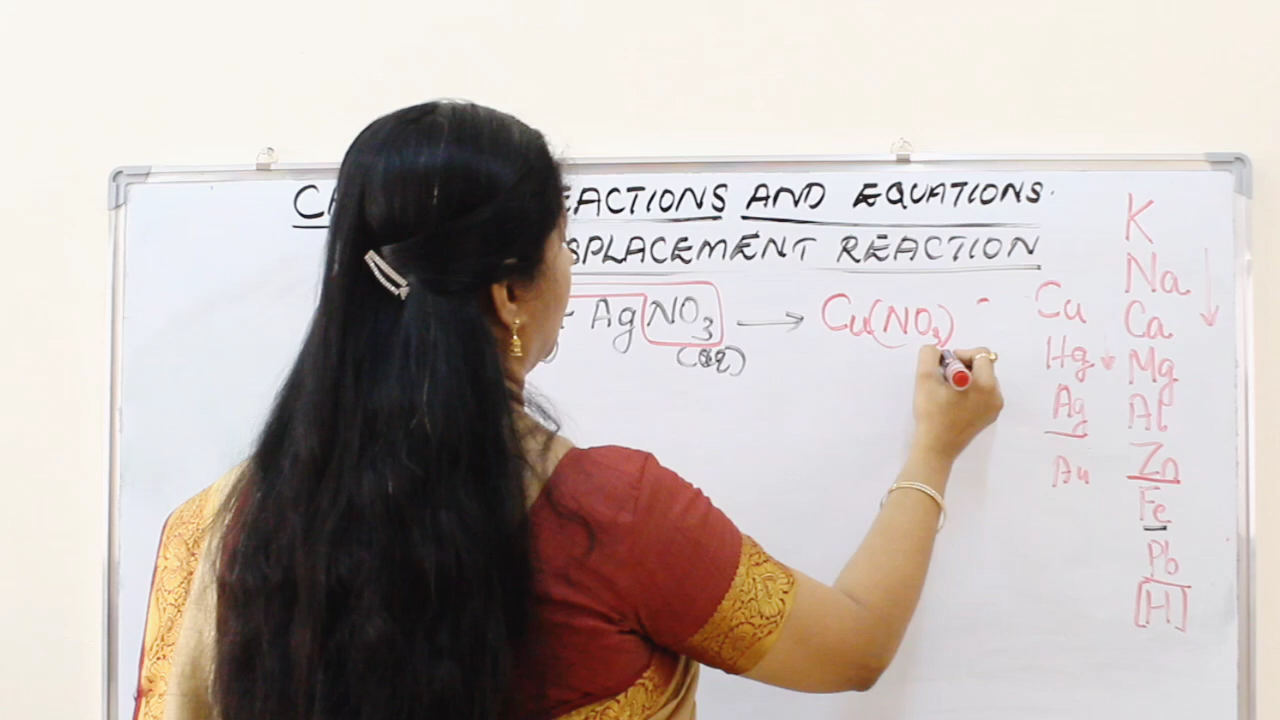 REACTIONS AND EQUATIONS.
DISPLACEMENT REACTION
+ AgNO3 → Cu(NO3)
(aq)
Cu
Hg
Ag
Au
K
Na
Ca
Mg
Al
Zn
Fe
Pb
H